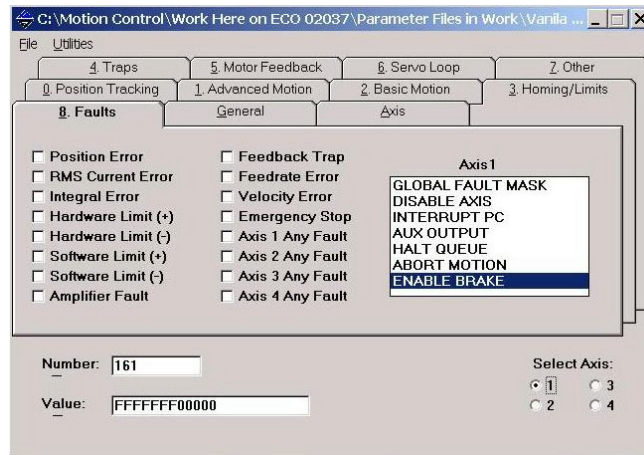 C:\Motion Control\Work Here on ECO 02037\Parameter Files in Work\Vanila ...
File Utilities
4. Traps 5. Motor Feedback 6. Servo Loop 7. Other
0. Position Tracking 1. Advanced Motion 2. Basic Motion 3. Homing/Limits
8. Faults General Axis
Position Error
RMS Current Error
Integral Error
Hardware Limit (+)
Hardware Limit (-)
Software Limit (+)
Software Limit (-)
Amplifier Fault
Feedback Trap
Feedrate Error
Velocity Error
Emergency Stop
Axis 1 Any Fault
Axis 2 Any Fault
Axis 3 Any Fault
Axis 4 Any Fault
Axis1
GLOBAL FAULT MASK
DISABLE AXIS
INTERRUPT PC
AUX OUTPUT
HALT QUEUE
ABORT MOTION
ENABLE BRAKE
Number: 161
Value: FFFFFFF00000
Select Axis:
1 3
2 4